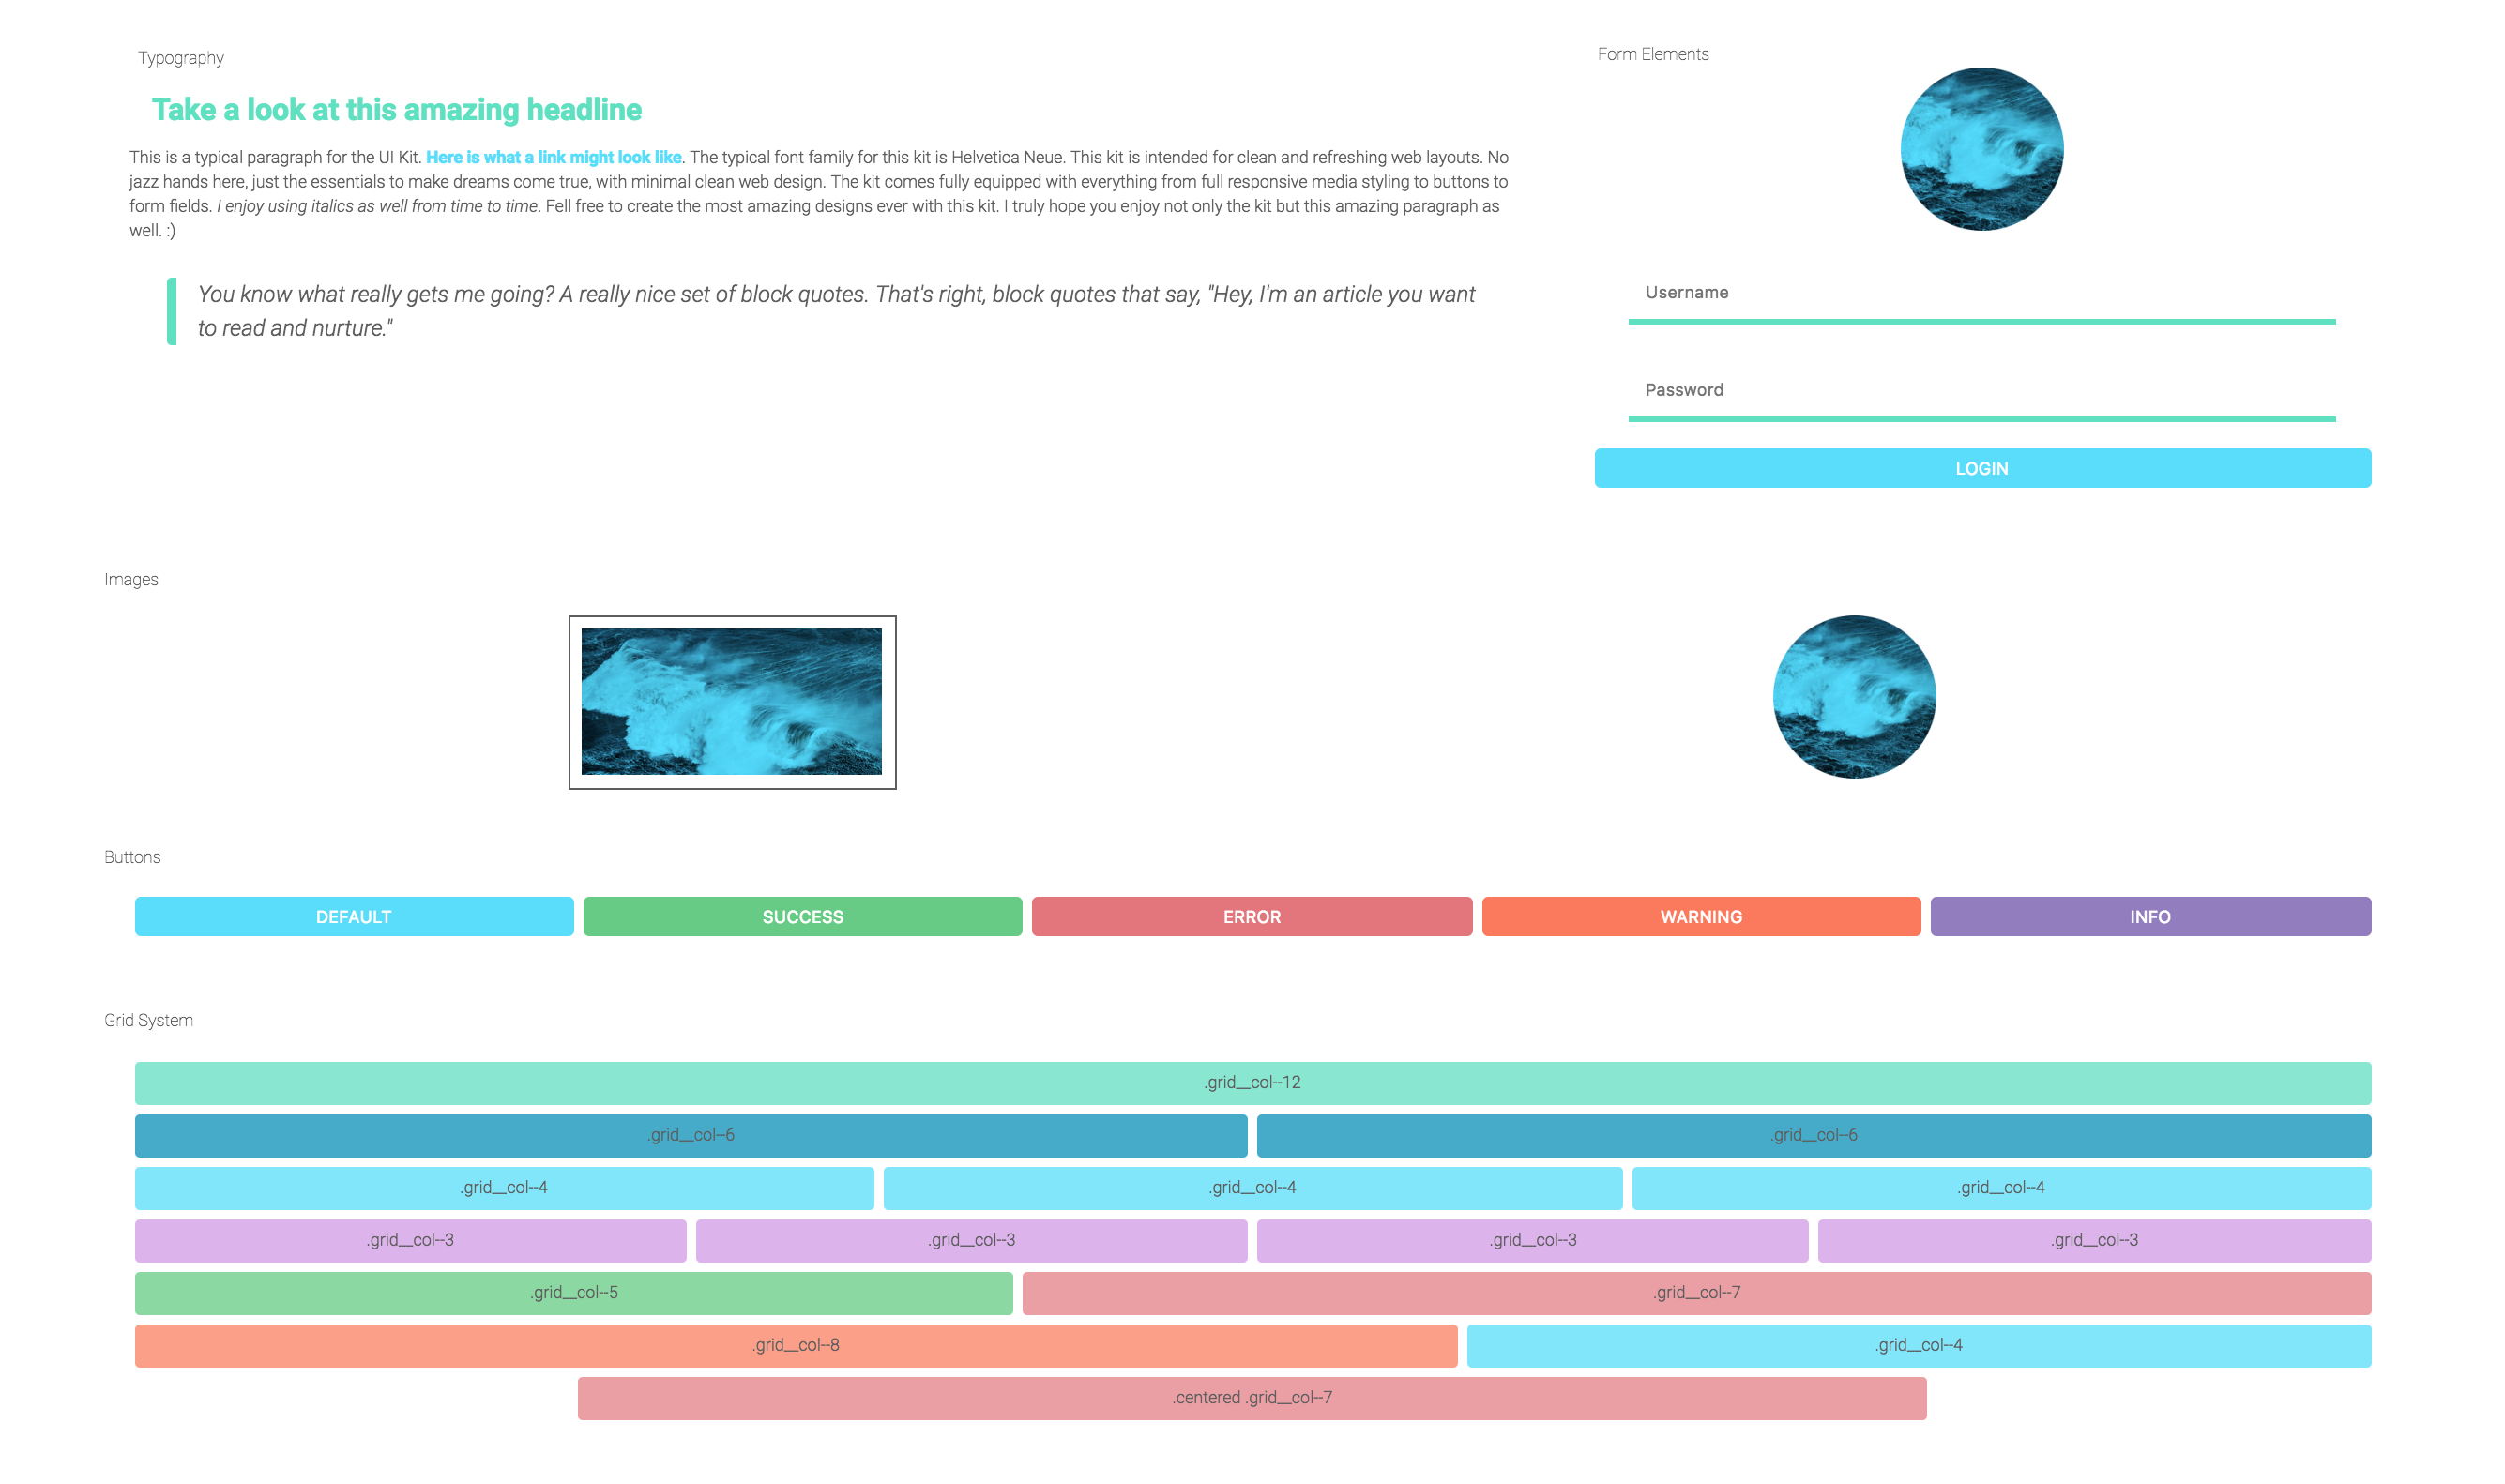 Typography
Take a look at this amazing headline
This is a typical paragraph for the UI Kit. Here is what a link might look like. The typical font family for this kit is Helvetica Neue. This kit is intended for clean and refreshing web layouts. No
jazz hands here, just the essentials to make dreams come true, with minimal clean web design. The kit comes fully equipped with everything from full responsive media styling to buttons to
form fields. I enjoy using italics as well from time to time. Fell free to create the most amazing designs ever with this kit. I truly hope you enjoy not only the kit but this amazing paragraph as
well. :)
You know what really gets me going? A really nice set of block quotes. That's right, block quotes that say, "Hey, I'm an article you want
to read and nurture."
Form Elements
Username
Password
LOGIN
Images
Buttons
DEFAULT
SUCCESS
ERROR
WARNING
INFO
Grid System
.grid__col--12
.grid__col--6
.grid__col--6
.grid__col--4
.grid__col--4
.grid__col--4
.grid__col--3
.grid__col--3
.grid__col--3
.grid__col--3
.grid__col--5
.grid__col--7
.grid__col--8
.grid__col--4
.centered .grid__col--7